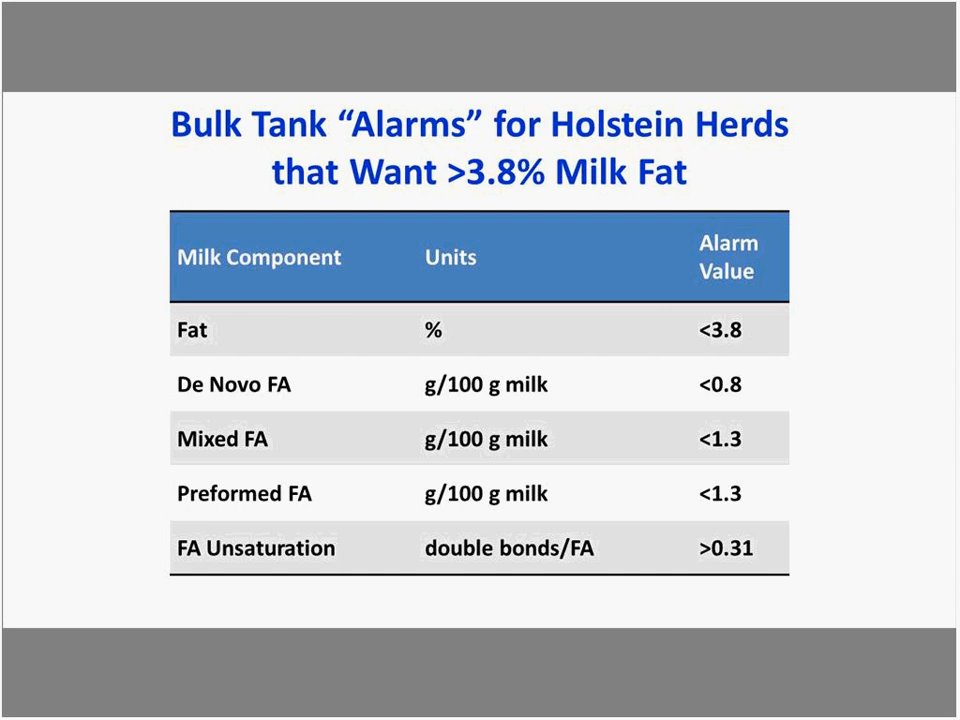 Bulk Tank “Alarms” for Holstein Herds
that Want >3.8% Milk Fat
Milk Component Units Alarm Value
Fat % <3.8
De Novo FA g/100 g milk <0.8
Mixed FA g/100 g milk <1.3
Preformed FA g/100 g milk <1.3
FA Unsaturation double bonds/FA >0.31